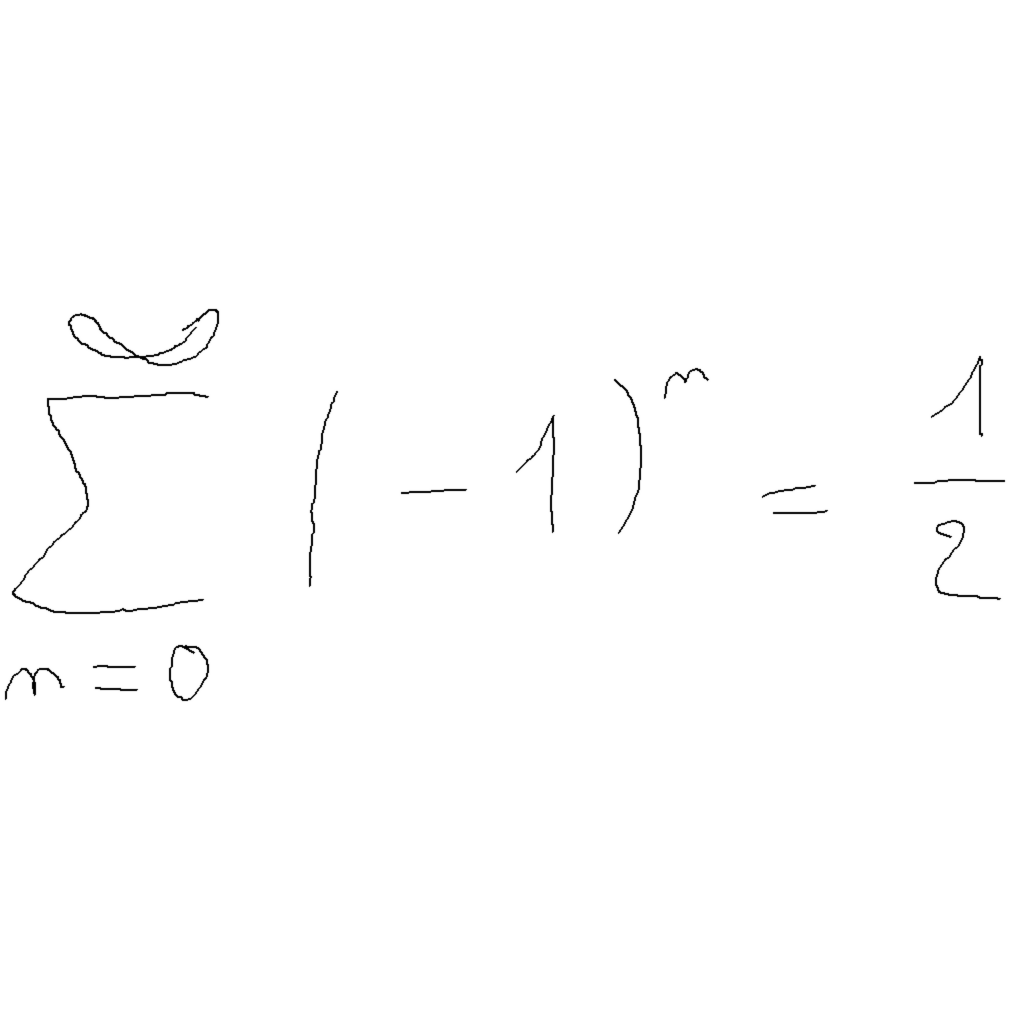 ∞
∑ (-1)ⁿ = 1/2
n = 0